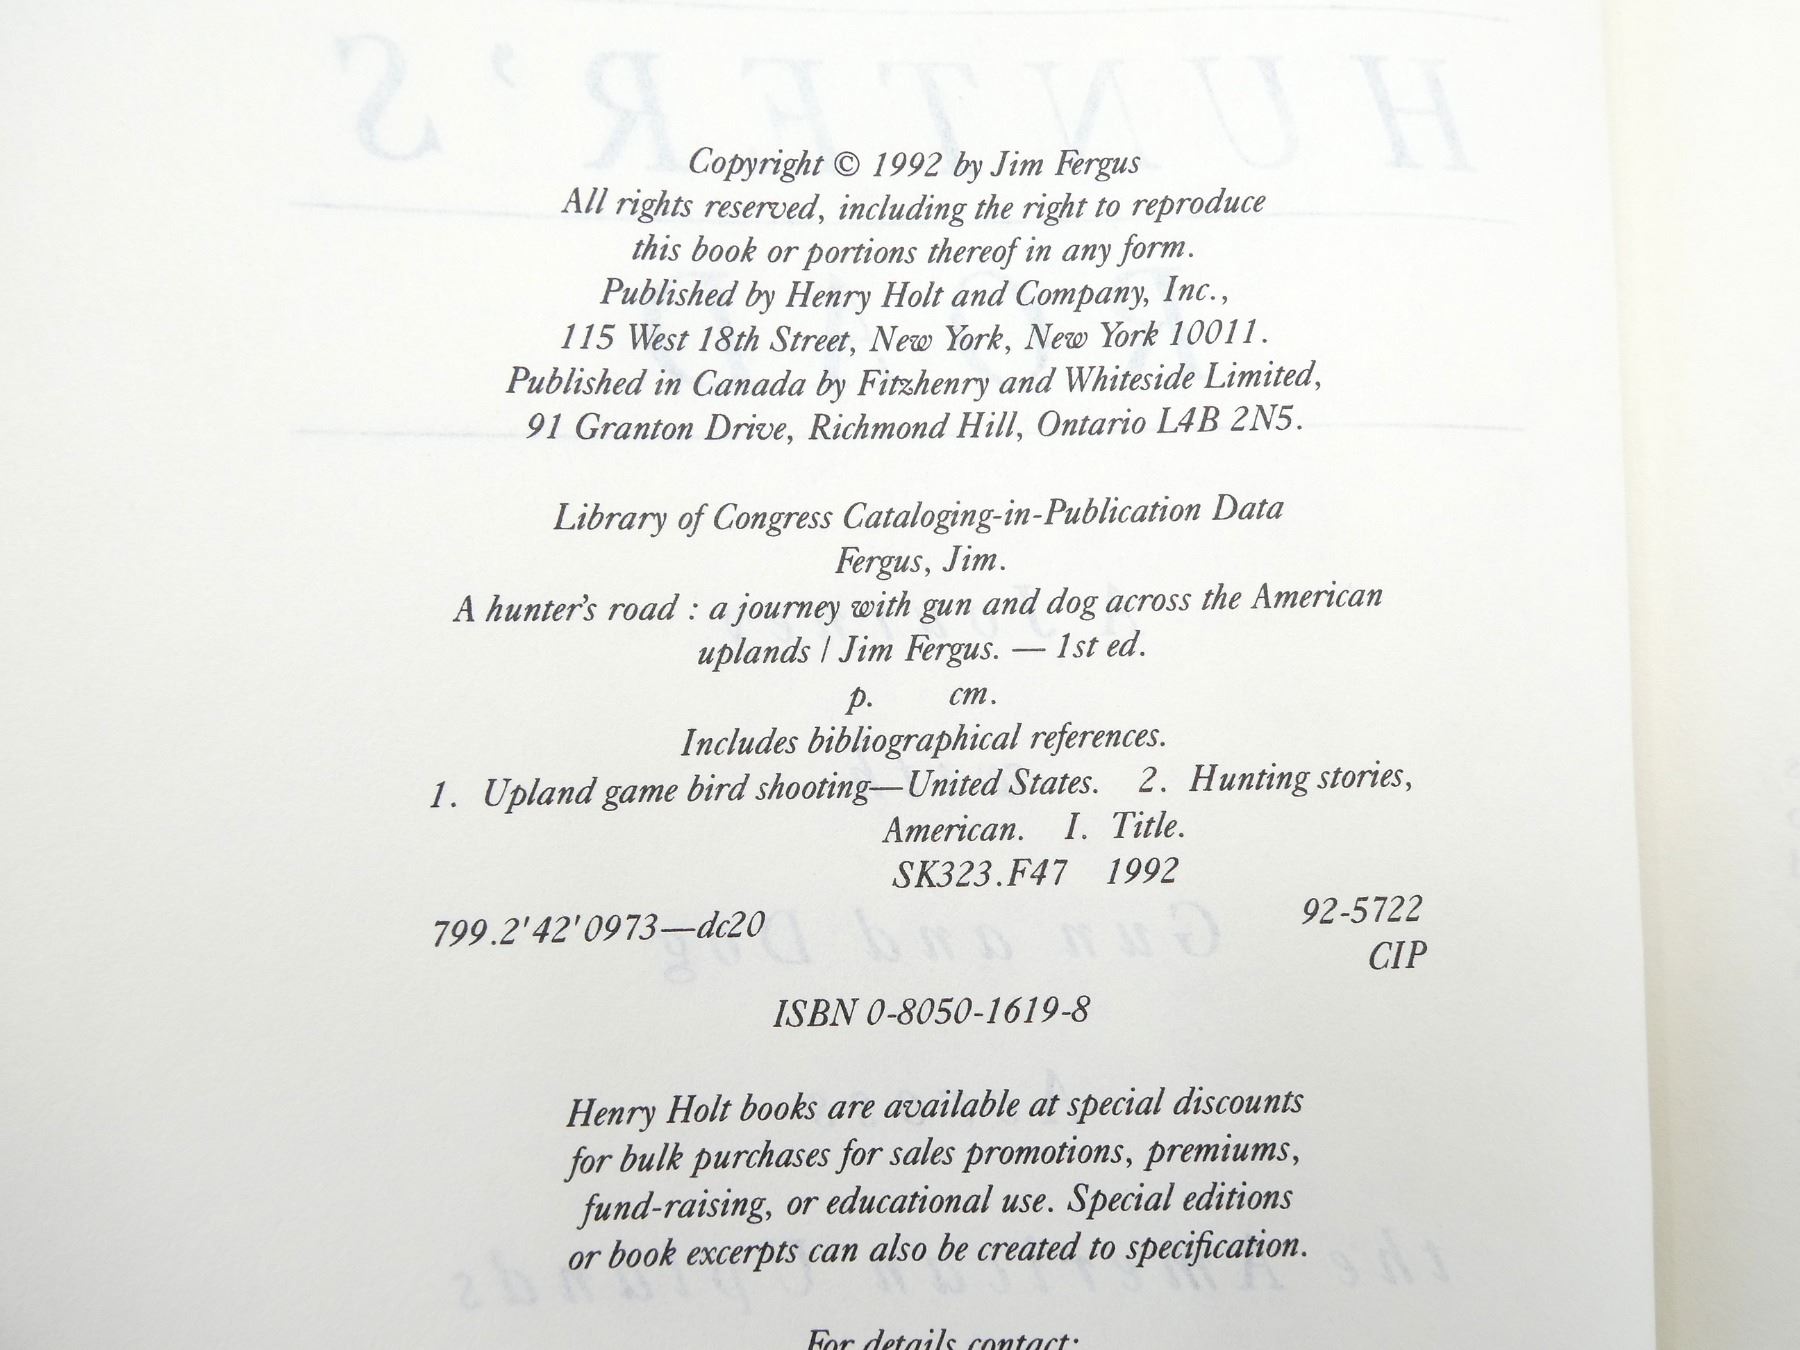 Copyright © 1992 by Jim Fergus
All rights reserved, including the right to reproduce
this book or portions thereof in any form.
Published by Henry Holt and Company, Inc.,
115 West 18th Street, New York, New York 10011.
Published in Canada by Fitzhenry and Whiteside Limited,
91 Granton Drive, Richmond Hill, Ontario L4B 2N5.
Library of Congress Cataloging-in-Publication Data
Fergus, Jim.
A hunter's road : a journey with gun and dog across the American
uplands / Jim Fergus. — 1st ed.
p. cm.
Includes bibliographical references.
1. Upland game bird shooting—United States. 2. Hunting stories,
American. I. Title.
SK323.F47 1992
799.2'42'0973—dc20 92-5722
CIP
ISBN 0-8050-1619-8
Henry Holt books are available at special discounts
for bulk purchases for sales promotions, premiums,
fund-raising, or educational use. Special editions
or book excerpts can also be created to specification.
For details contact: